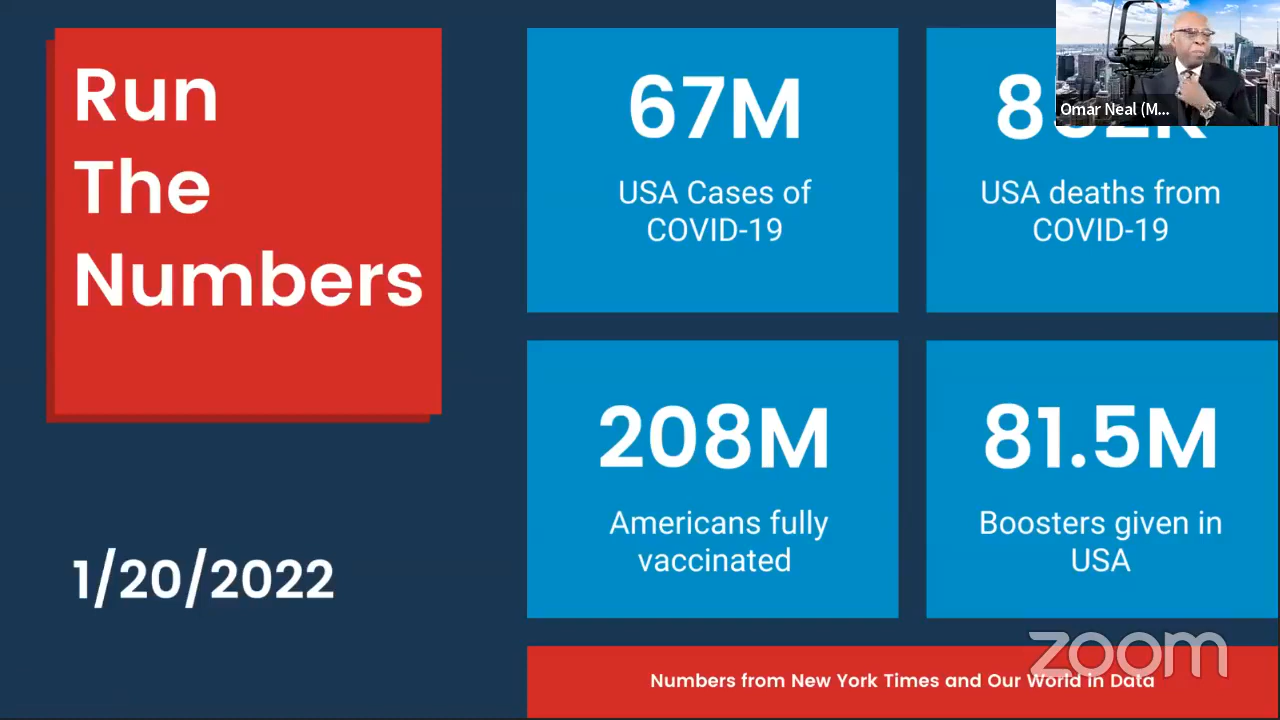 Run
The
Numbers
1/20/2022
67M
USA Cases of
COVID-19
USA deaths from
COVID-19
208M
Americans fully
vaccinated
81.5M
Boosters given in
USA
Numbers from New York Times and Our World in Data
Omar Neal (M...
zoom